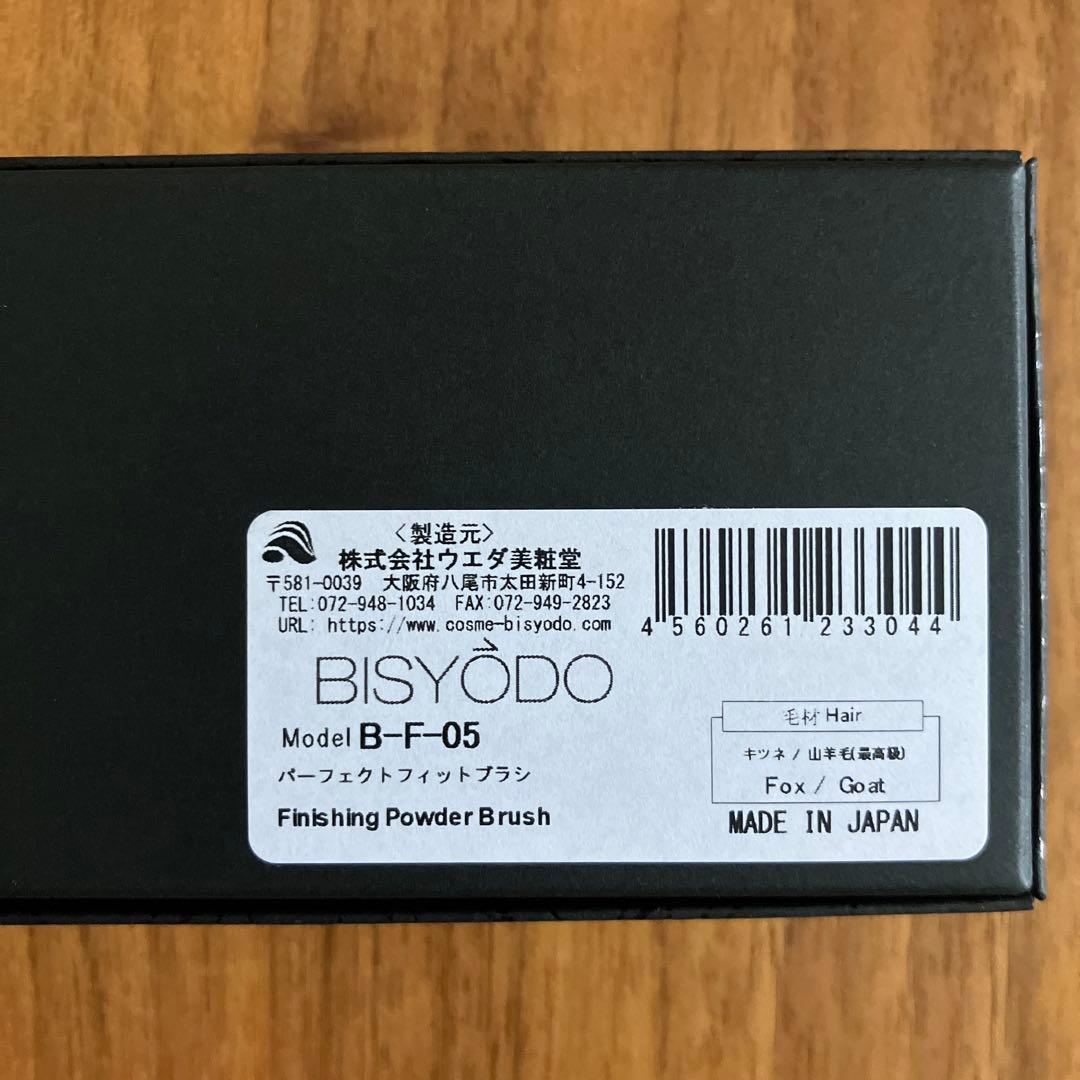 <製造元>
株式会社ウエダ美粧堂
〒581-0039 大阪府八尾市太田新町4-152
TEL:072-948-1034 FAX:072-949-2823
URL: https://www.cosme-bisyodo.com
4 560261 233044
BISYODO
Model B-F-05
パーフェクトフィットブラシ
Finishing Powder Brush
毛材 Hair
キツネ / 山羊毛(最高級)
Fox / Goat
MADE IN JAPAN